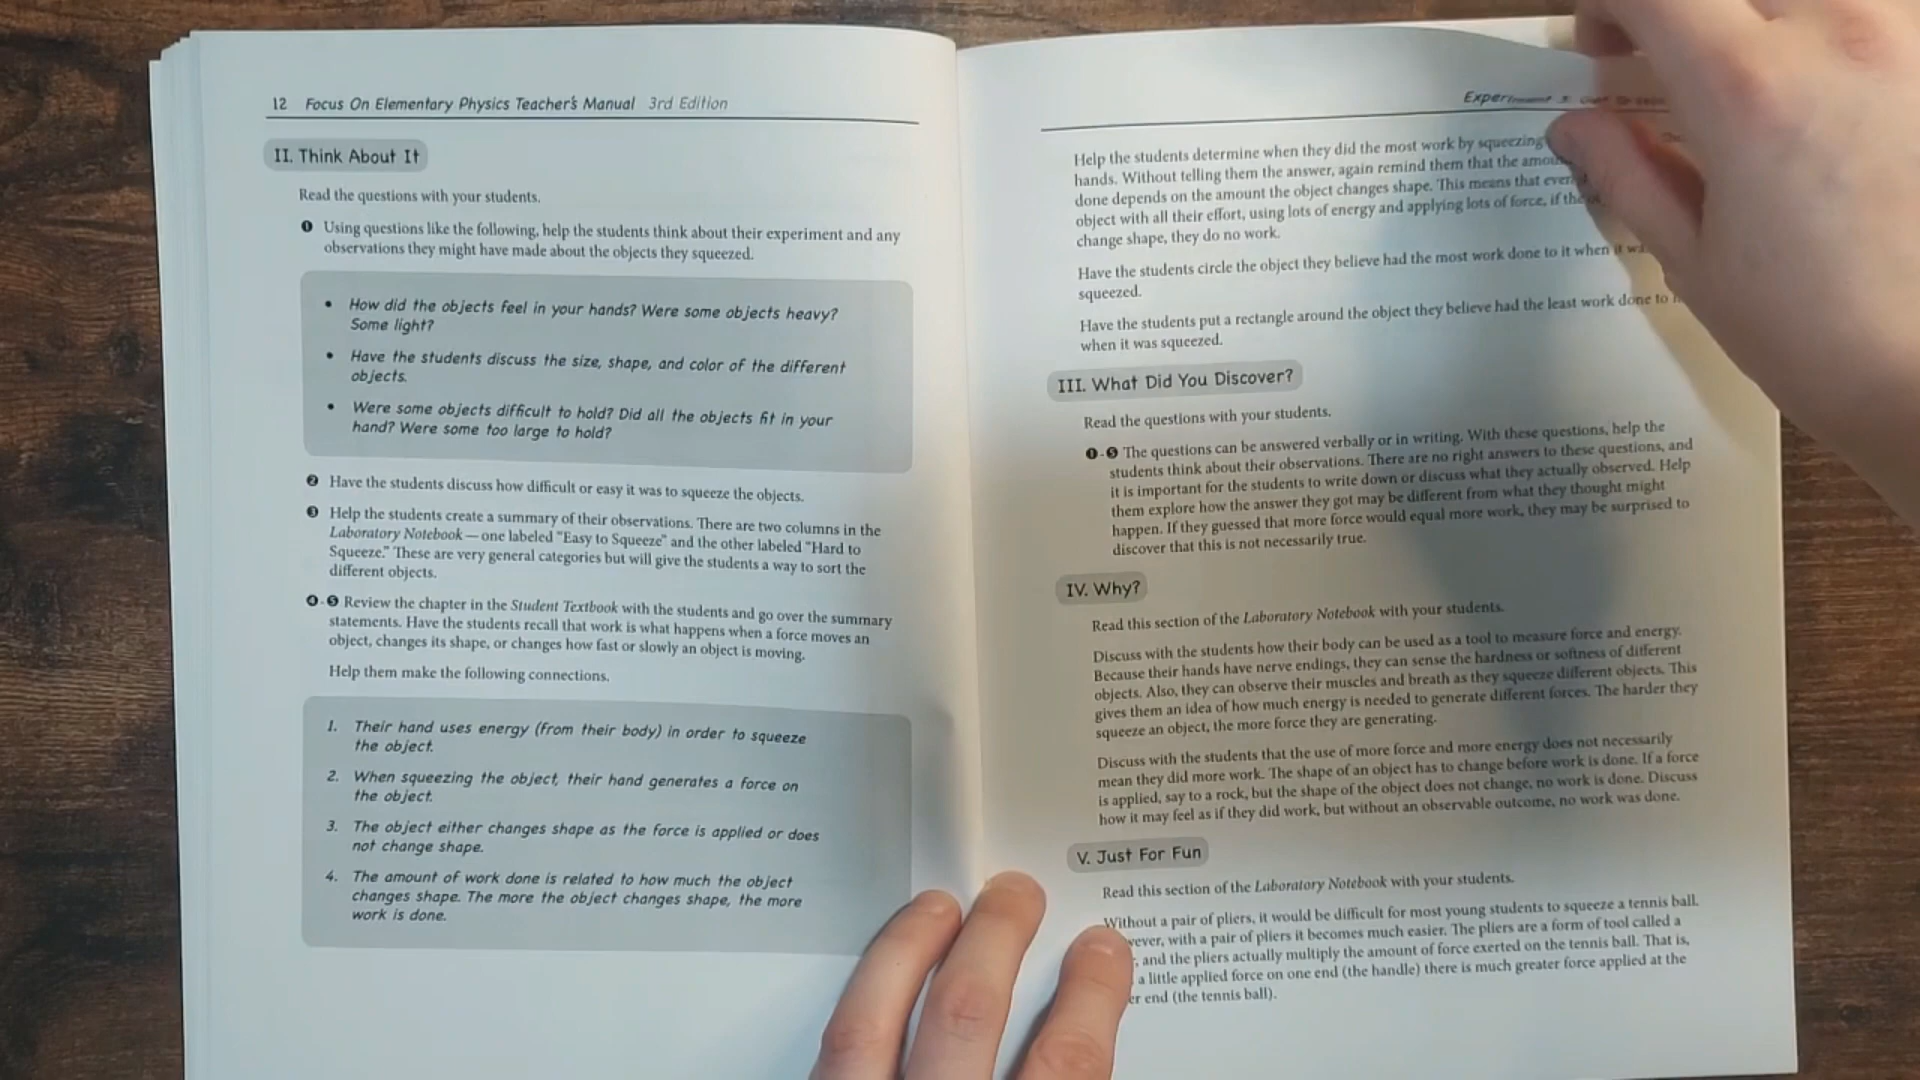 12 Focus On Elementary Physics Teacher's Manual 3rd Edition
II. Think About It
Read the questions with your students.
❶ Using questions like the following, help the students think about their experiment and any
observations they might have made about the objects they squeezed.
• How did the objects feel in your hands? Were some objects heavy?
Some light?
• Have the students discuss the size, shape, and color of the different
objects.
• Were some objects difficult to hold? Did all the objects fit in your
hand? Were some too large to hold?
❷ Have the students discuss how difficult or easy it was to squeeze the objects.
❸ Help the students create a summary of their observations. There are two columns in the
Laboratory Notebook — one labeled "Easy to Squeeze" and the other labeled "Hard to
Squeeze." These are very general categories but will give the students a way to sort the
different objects.
❹-❺ Review the chapter in the Student Textbook with the students and go over the summary
statements. Have the students recall that work is what happens when a force moves an
object, changes its shape, or changes how fast or slowly an object is moving.
Help them make the following connections.
1. Their hand uses energy (from their body) in order to squeeze
the object.
2. When squeezing the object, their hand generates a force on
the object.
3. The object either changes shape as the force is applied or does
not change shape.
4. The amount of work done is related to how much the object
changes shape. The more the object changes shape, the more
work is done.
Help the students determine when they did the most work by squeezing
hands. Without telling them the answer, again remind them that the
done depends on the amount the object changes shape. This means that
object with all their effort, using lots of energy and applying lots of force, if the
change shape, they do no work.
Have the students circle the object they believe had the most work done to it when it
squeezed.
Have the students put a rectangle around the object they believe had the least work done to
when it was squeezed.
III. What Did You Discover?
Read the questions with your students.
❶-❺ The questions can be answered verbally or in writing. With these questions, help the
students think about their observations. There are no right answers to these questions, and
it is important for the students to write down or discuss what they actually observed. Help
them explore how the answer they got may be different from what they thought might
happen. If they guessed that more force would equal more work, they may be surprised to
discover that this is not necessarily true.
IV. Why?
Read this section of the Laboratory Notebook with your students.
Discuss with the students how their body can be used as a tool to measure force and energy.
Because their hands have nerve endings, they can sense the hardness or softness of different
objects. Also, they can observe their muscles and breath as they squeeze different objects. This
gives them an idea of how much energy is needed to generate different forces. The harder they
squeeze an object, the more force they are generating.
Discuss with the students that the use of more force and more energy does not necessarily
mean they did more work. The shape of an object has to change before work is done. If a force
is applied, say to a rock, but the shape of the object does not change, no work is done. Discuss
how it may feel as if they did work, but without an observable outcome, no work was done.
V. Just For Fun
Read this section of the Laboratory Notebook with your students.
Without a pair of pliers, it would be difficult for most young students to squeeze a tennis ball.
with a pair of pliers it becomes much easier. The pliers are a form of tool called a
and the pliers actually multiply the amount of force exerted on the tennis ball. That is,
a little applied force on one end (the handle) there is much greater force applied at the
end (the tennis ball).